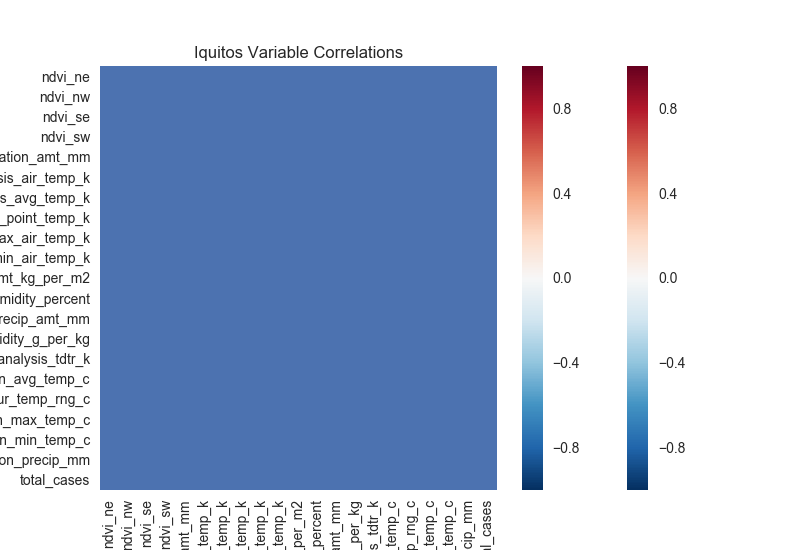 Iquitos Variable Correlations
ndvi_ne
ndvi_nw
ndvi_se
ndvi_sw
ation_amt_mm
sis_air_temp_k
s_avg_temp_k
_point_temp_k
ax_air_temp_k
nin_air_temp_k
mt_kg_per_m2
midity_percent
recip_amt_mm
idity_g_per_kg
analysis_tdtr_k
n_avg_temp_c
ur_temp_rng_c
n_max_temp_c
n_min_temp_c
on_precip_mm
total_cases
ndvi_ne
ndvi_nw
ndvi_se
ndvi_sw
amt_mm
_temp_k
_temp_k
_temp_k
_temp_k
_temp_k
_per_m2
percent
amt_mm
_per_kg
s_tdtr_k
_temp_c
p_rng_c
_temp_c
_temp_c
cip_mm
al_cases
0.8
0.4
0.0
−0.4
−0.8
0.8
0.4
0.0
−0.4
−0.8